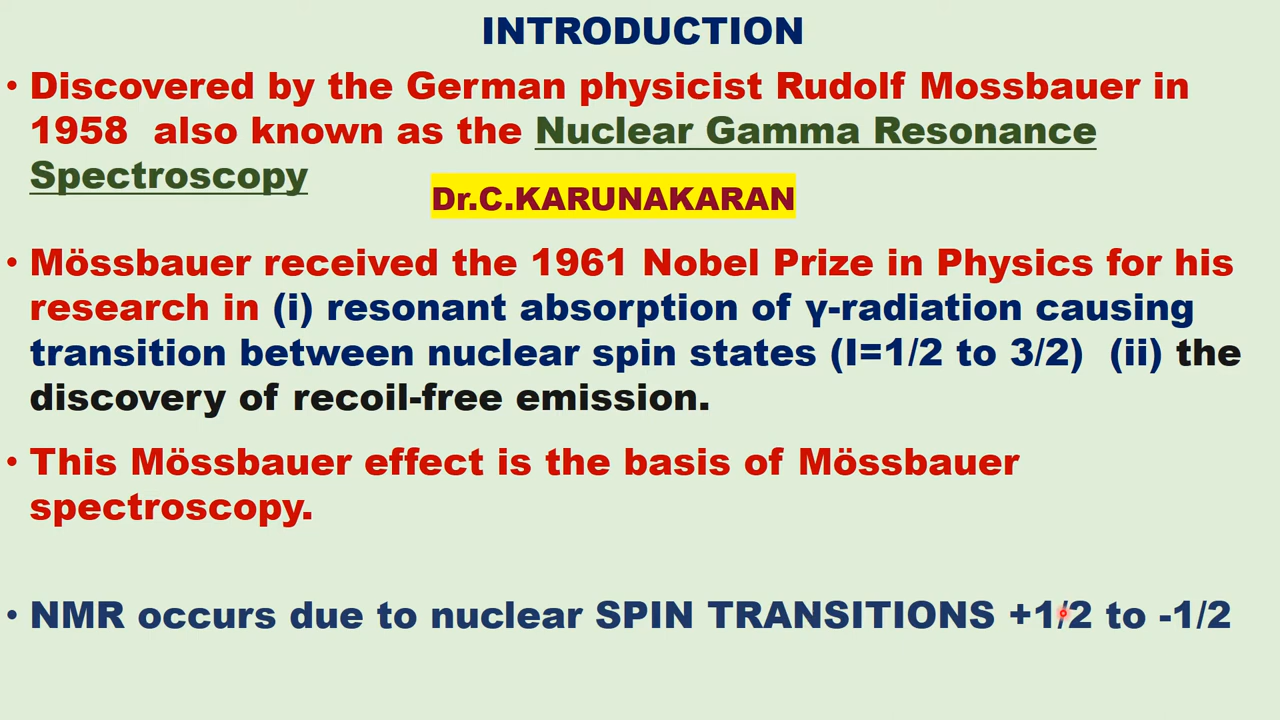 INTRODUCTION
• Discovered by the German physicist Rudolf Mossbauer in
1958 also known as the Nuclear Gamma Resonance
Spectroscopy
Dr.C.KARUNAKARAN
• Mössbauer received the 1961 Nobel Prize in Physics for his
research in (i) resonant absorption of γ-radiation causing
transition between nuclear spin states (I=1/2 to 3/2) (ii) the
discovery of recoil-free emission.
• This Mössbauer effect is the basis of Mössbauer
spectroscopy.
• NMR occurs due to nuclear SPIN TRANSITIONS +1/2 to -1/2